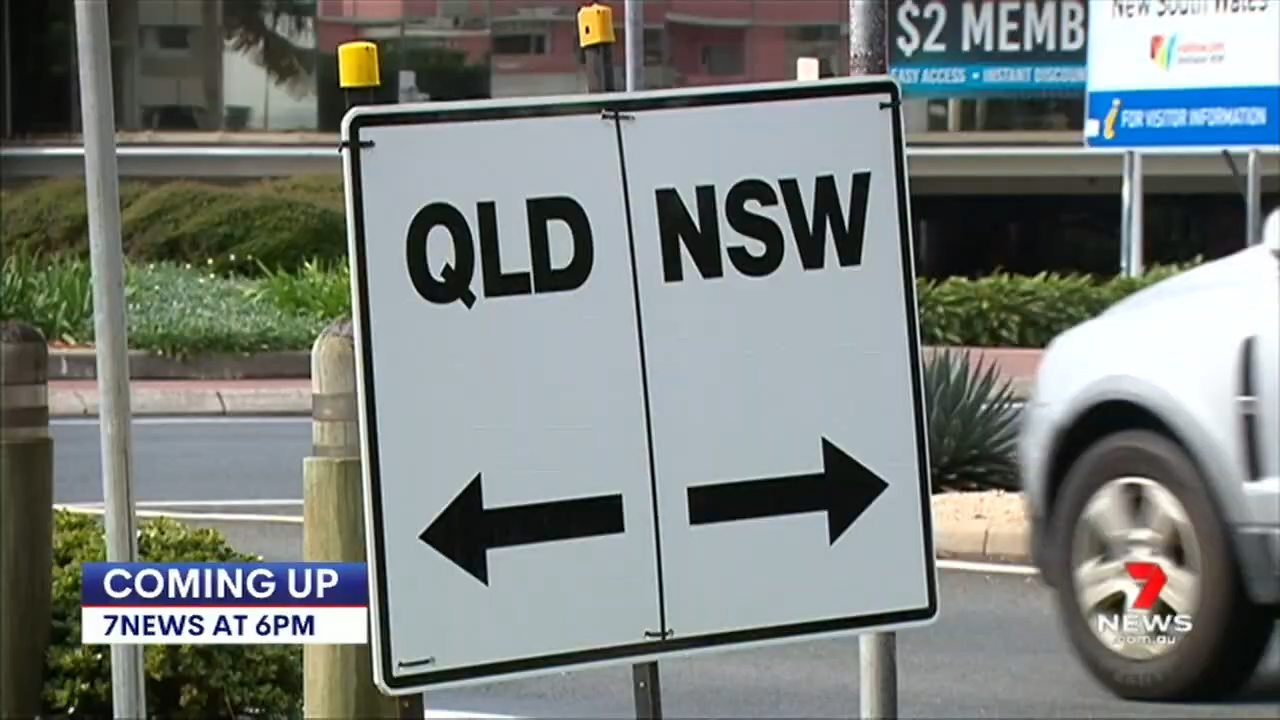 $2 MEMB
EASY ACCESS • INSTANT DISCOUN
New South Wales
FOR VISITOR INFORMATION
QLD NSW
COMING UP
7NEWS AT 6PM
7
NEWS
.com.au